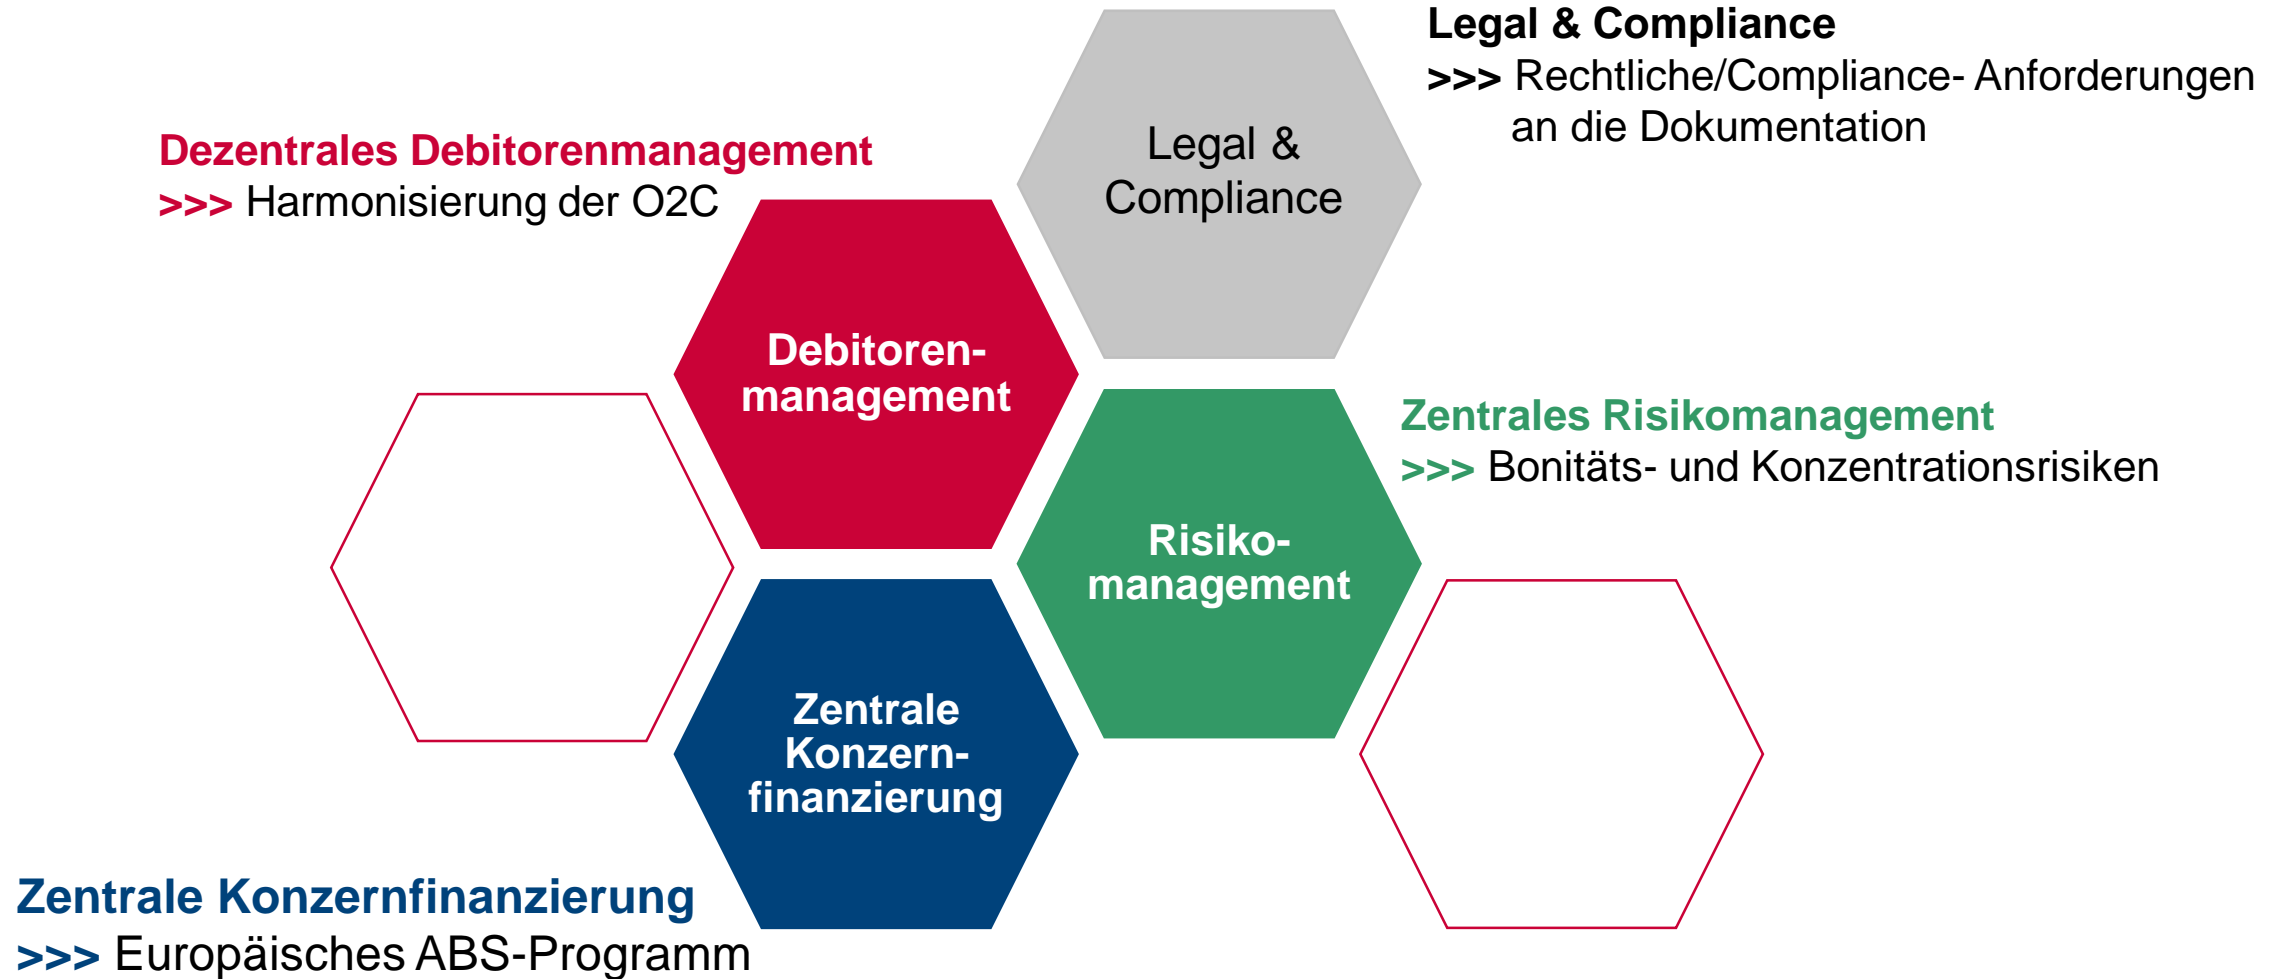 Legal & Compliance
>>> Rechtliche/Compliance- Anforderungen
an die Dokumentation
Dezentrales Debitorenmanagement
>>> Harmonisierung der O2C
Legal &
Compliance
Debitoren-
management
Zentrales Risikomanagement
>>> Bonitäts- und Konzentrationsrisiken
Risiko-
management
Zentrale
Konzern-
finanzierung
Zentrale Konzernfinanzierung
>>> Europäisches ABS-Programm